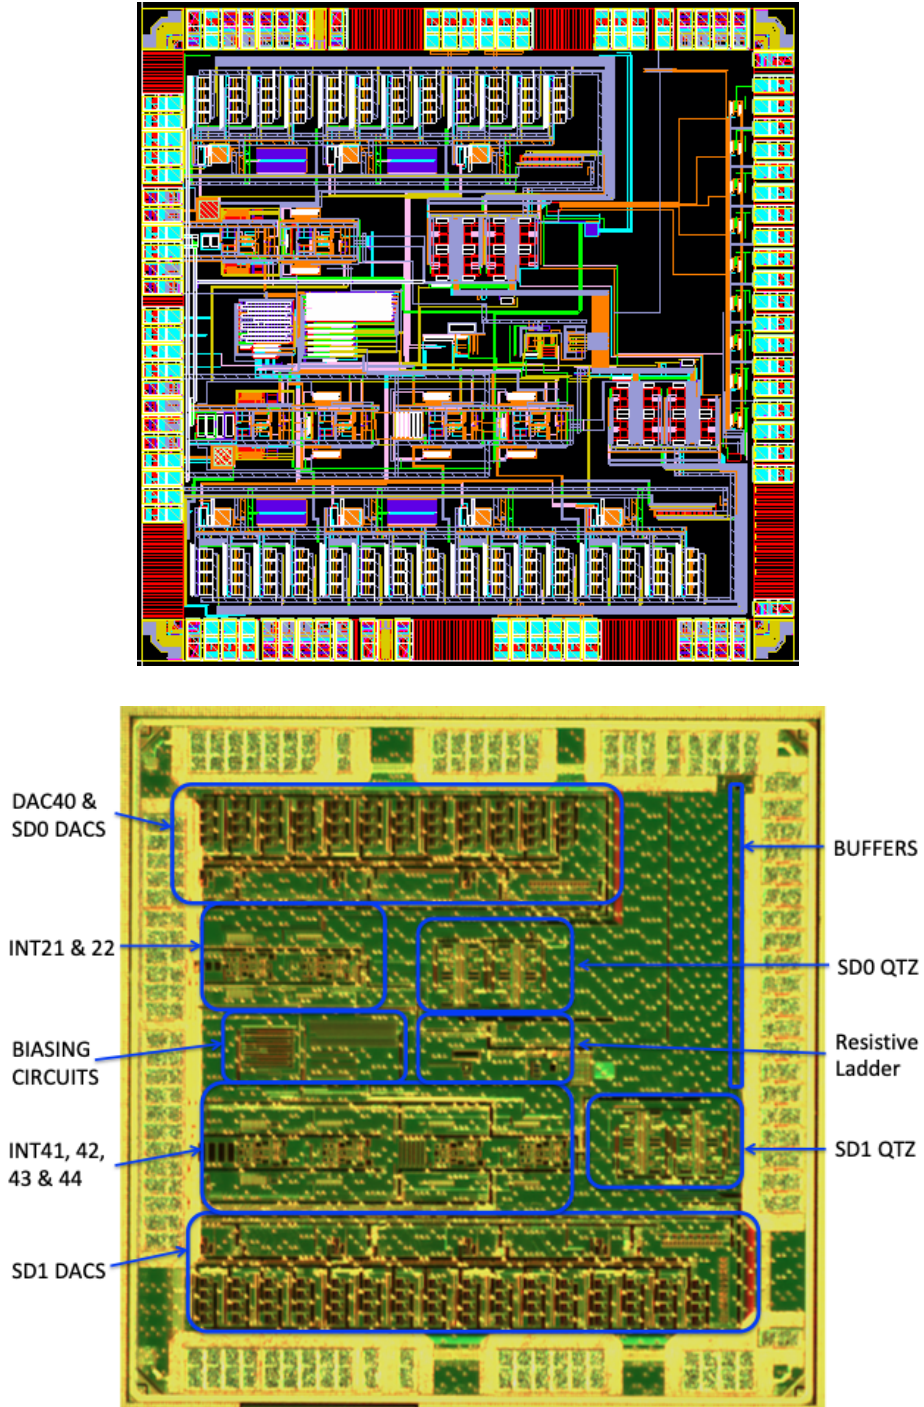 DAC40 &
SD0 DACS
BUFFERS
INT21 & 22
SD0 QTZ
BIASING
CIRCUITS
Resistive
Ladder
INT41, 42,
43 & 44
SD1 QTZ
SD1 DACS